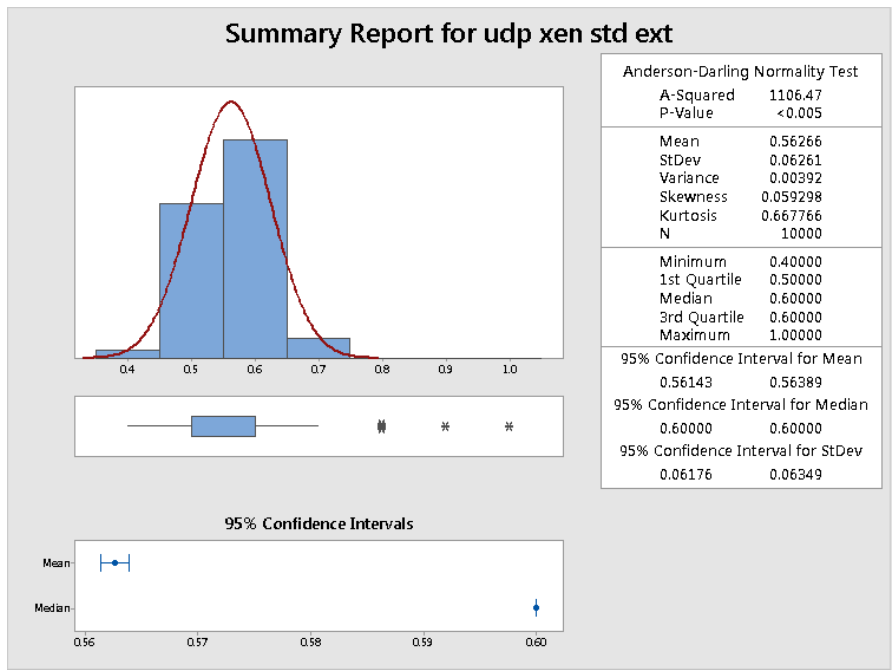 Summary Report for udp xen std ext
0.4 0.5 0.6 0.7 0.8 0.9 1.0
Anderson-Darling Normality Test
A-Squared 1106.47
P-Value <0.005
Mean 0.56266
StDev 0.06261
Variance 0.00392
Skewness 0.059298
Kurtosis 0.667766
N 10000
Minimum 0.40000
1st Quartile 0.50000
Median 0.60000
3rd Quartile 0.60000
Maximum 1.00000
95% Confidence Interval for Mean
0.56143 0.56389
95% Confidence Interval for Median
0.60000 0.60000
95% Confidence Interval for StDev
0.06176 0.06349
95% Confidence Intervals
Mean
Median
0.56 0.57 0.58 0.59 0.60